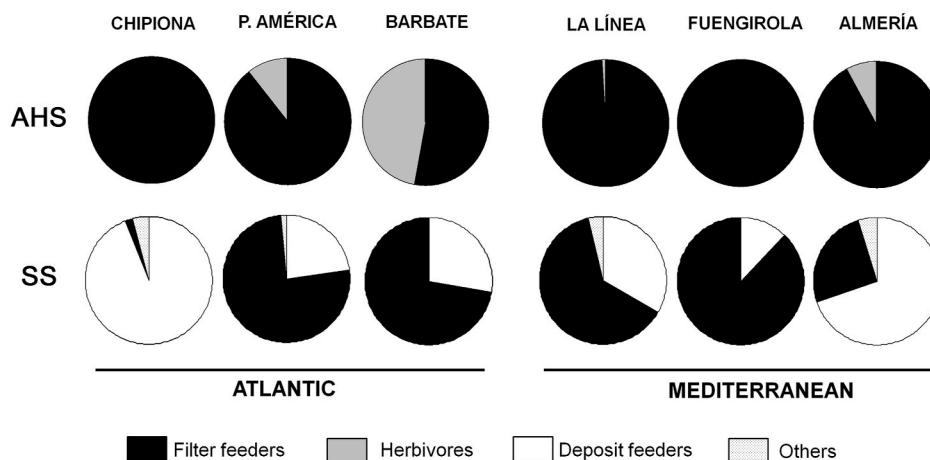 CHIPIONA P. AMÉRICA BARBATE LA LÍNEA FUENGIROLA ALMERÍA
AHS
SS
ATLANTIC MEDITERRANEAN
Filter feeders Herbivores Deposit feeders Others